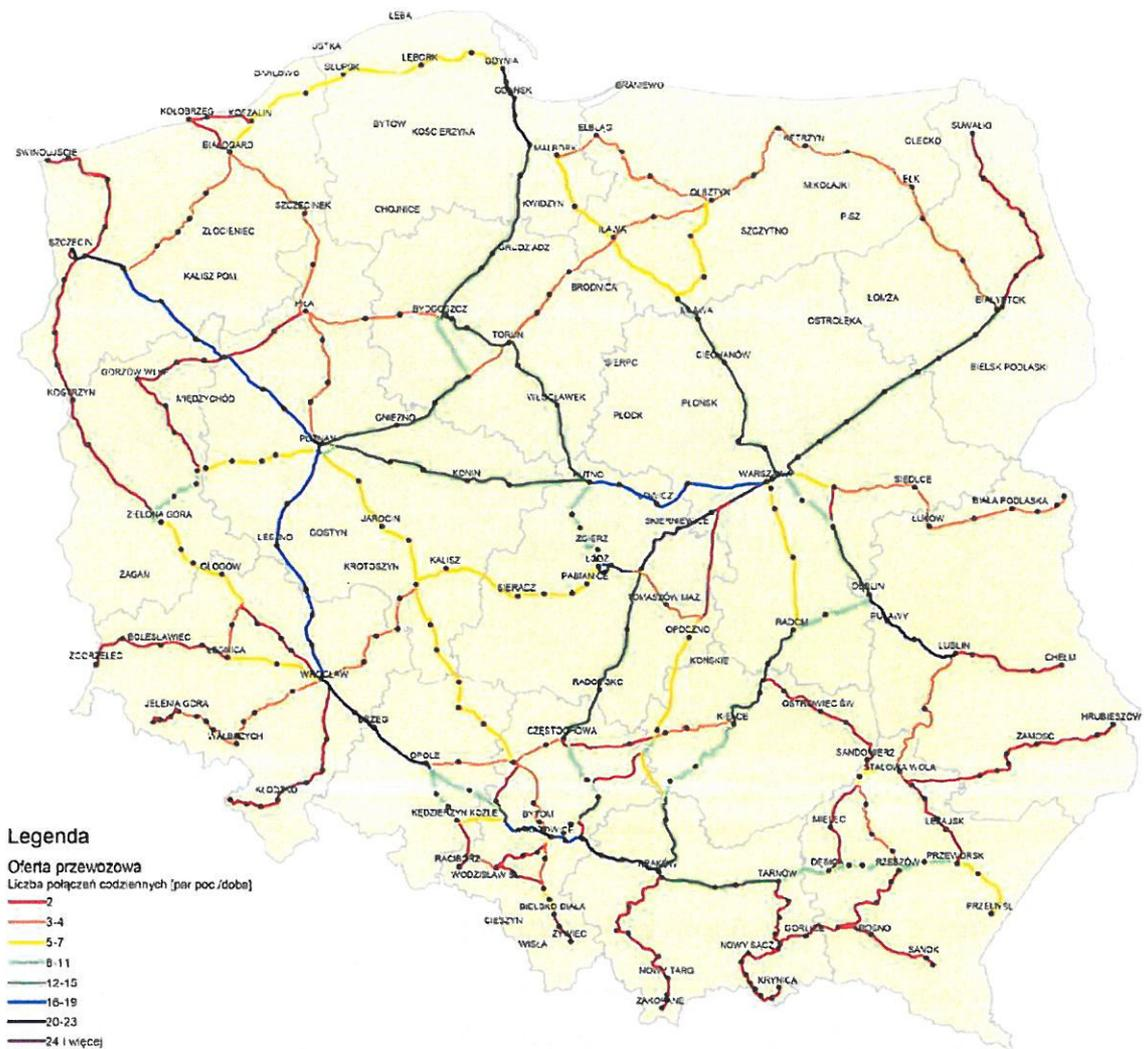 ŁEBA
USTKA
LĘBORK
SŁUPSK
GDYNIA
DARŁOWO
GDAŃSK
BRANIEWO
KOŁOBRZEG
KOSZALIN
BYTÓW
KOŚCIERZYNA
ELBLĄG
SUWAŁKI
KĘTRZYN
OLECKO
BIAŁOGARD
MALBORK
ŚWINOUJŚCIE
EŁK
OLSZTYN
MIKOŁAJKI
SZCZECINEK
CHOJNICE
KWIDZYN
PISZ
ZŁOCIENIEC
IŁAWA
SZCZYTNO
SZCZECIN
GRUDZIĄDZ
KALISZ POM.
BRODNICA
ŁOMŻA
BIAŁYSTOK
PIŁA
BYDGOSZCZ
MŁAWA
OSTROŁĘKA
TORUŃ
CIECHANÓW
SIERPC
BIELSK PODLASKI
GORZÓW WLKP
KOSTRZYN
MIĘDZYCHÓD
WŁOCŁAWEK
PŁOŃSK
PŁOCK
GNIEZNO
POZNAŃ
KONIN
KUTNO
WARSZAWA
SIEDLCE
ŁOWICZ
BIAŁA PODLASKA
ZIELONA GÓRA
JAROCIN
SKIERNIEWICE
ŁUKÓW
LESZNO
GOSTYŃ
ZGIERZ
KALISZ
ŁÓDŹ
GŁOGÓW
KROTOSZYN
ŻAGAŃ
PABIANICE
SIERADZ
DĘBLIN
TOMASZÓW MAZ.
PUŁAWY
RADOM
OPOCZNO
BOLESŁAWIEC
LEGNICA
ZGORZELEC
KOŃSKIE
LUBLIN
CHEŁM
WROCŁAW
RADOMSKO
JELENIA GÓRA
OSTROWIEC ŚW.
BRZEG
KIELCE
HRUBIESZÓW
WAŁBRZYCH
CZĘSTOCHOWA
ZAMOŚĆ
OPOLE
SANDOMIERZ
STALOWA WOLA
KŁODZKO
KĘDZIERZYN KOŹLE
BYTOM
MIELEC
LEŻAJSK
KATOWICE
Legenda
RACIBÓRZ
KRAKÓW
DĘBICA
RZESZÓW
PRZEWORSK
Oferta przewozowa
WODZISŁAW ŚL.
TARNÓW
Liczba połączeń codziennych [par poc./dobę]
BIELSKO BIAŁA
PRZEMYŚL
2
CIESZYN
ŻYWIEC
GORLICE
KROSNO
3-4
WISŁA
NOWY SĄCZ
SANOK
5-7
NOWY TARG
KRYNICA
8-11
ZAKOPANE
12-15
16-19
20-23
24 i więcej